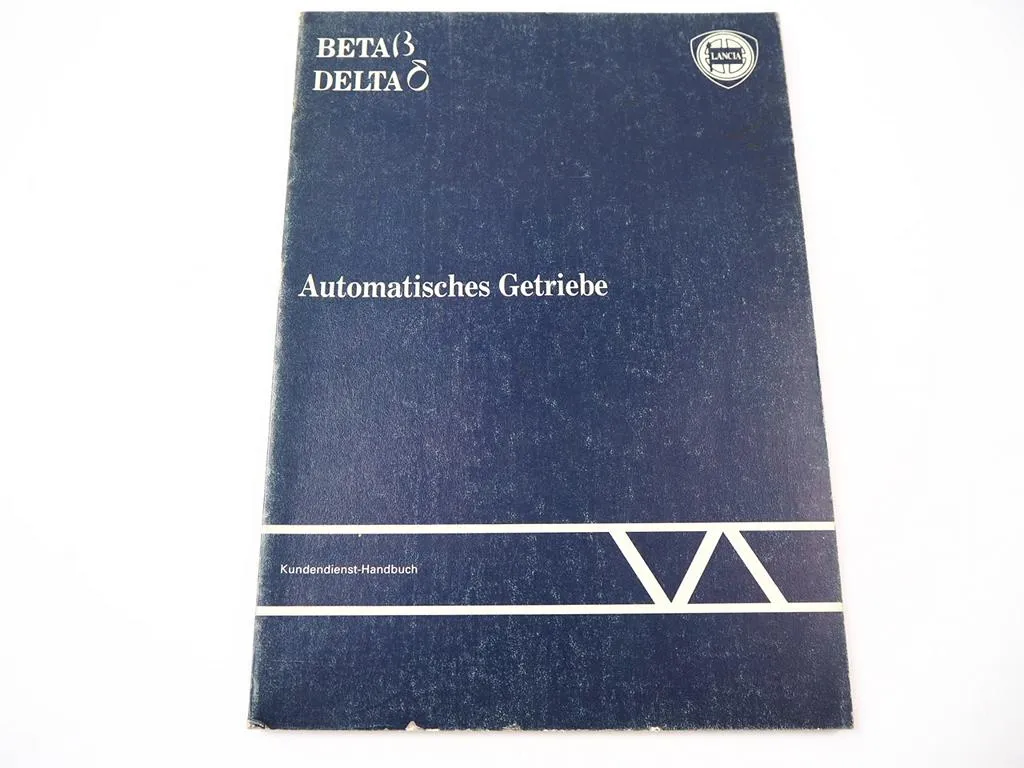 BETA β
DELTA δ
LANCIA
Automatisches Getriebe
Kundendienst-Handbuch